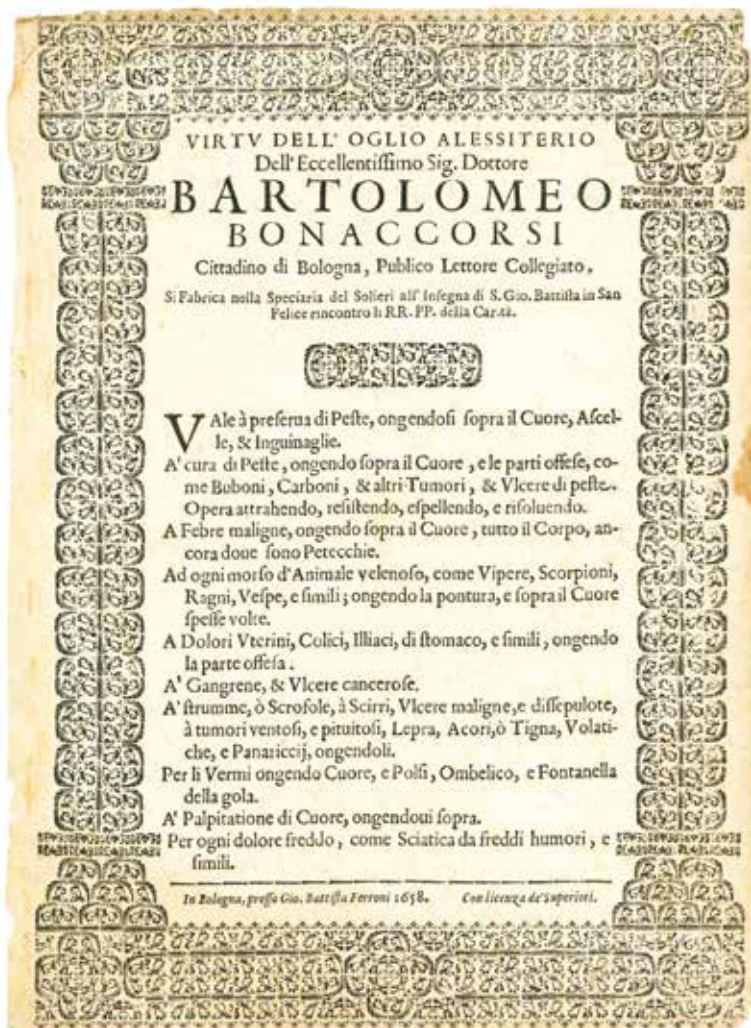 VIRTV DELL' OGLIO ALESSITERIO
Dell'Eccellentissimo Sig. Dottore
BARTOLOMEO
BONACCORSI
Cittadino di Bologna, Publico Lettore Collegiato,
Si Fabrica nella Speciaria del Solieri all'Insegna di S. Gio. Battista in San
Felice rincontro li RR. PP. della Carità.
VAle à preserua di Peste, ongendosi sopra il Cuore, Ascel-
le, & Inguinaglie.
A' cura di Peste, ongendo sopra il Cuore, e le parti offese, co-
me Buboni, Carboni, & altri Tumori, & Vlcere di peste.
Opera attrahendo, resistendo, espellendo, e risoluendo.
A Febre maligne, ongendo sopra il Cuore, tutto il Corpo, an-
cora doue sono Petecchie.
Ad ogni morso d'Animale velenoso, come Vipere, Scorpioni,
Ragni, Vespe, e simili; ongendo la pontura, e sopra il Cuore
spesse volte.
A Dolori Vterini, Colici, Illiaci, di stomaco, e simili, ongendo
la parte offesa.
A' Gangrene, & Vlcere cancerose.
A' strumme, ò Scrofole, à Scirri, Vlcere maligne, e dissepulote,
à tumori ventosi, e pituitosi, Lepra, Acori, ò Tigna, Volati-
che, e Panariccij, ongendoli.
Per li Vermi ongendo Cuore, e Polsi, Ombelico, e Fontanella
della gola.
A' Palpitatione di Cuore, ongendoui sopra.
Per ogni dolore freddo, come Sciatica da freddi humori, e
simili.
In Bologna, presso Gio. Battista Ferroni 1658. Con licenza de' Superiori.